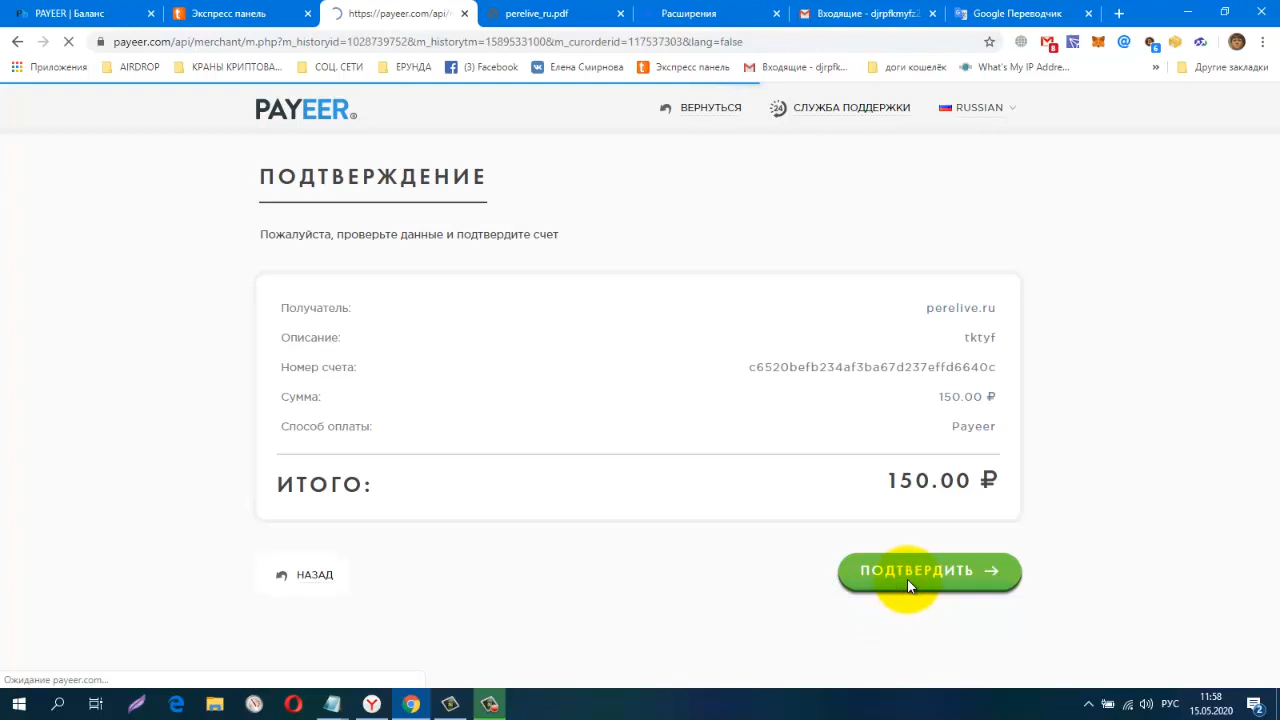 PAYEER | Баланс
Экспресс панель
https://payeer.com/api/
perelive_ru.pdf
Расширения
Входящие - djrpfkmyfz2
Google Переводчик
payeer.com/api/merchant/m.php?m_historyid=1028739752&m_historytm=1589533100&m_curorderid=117537303&lang=false
Приложения
AIRDROP
КРАНЫ КРИПТОВА...
СОЦ. СЕТИ
ЕРУНДА
(3) Facebook
Елена Смирнова
Экспресс панель
Входящие - djrpfk...
доги кошелёк
What's My IP Addre...
»
Другие закладки
PAYEER®
ВЕРНУТЬСЯ
24
СЛУЖБА ПОДДЕРЖКИ
RUSSIAN
ПОДТВЕРЖДЕНИЕ
Пожалуйста, проверьте данные и подтвердите счет
Получатель: perelive.ru
Описание: tktyf
Номер счета: c6520befb234af3ba67d237effd6640c
Сумма: 150.00 ₽
Способ оплаты: Payeer
ИТОГО: 150.00 ₽
НАЗАД
ПОДТВЕРДИТЬ
Ожидание payeer.com...
РУС
11:58
15.05.2020
2